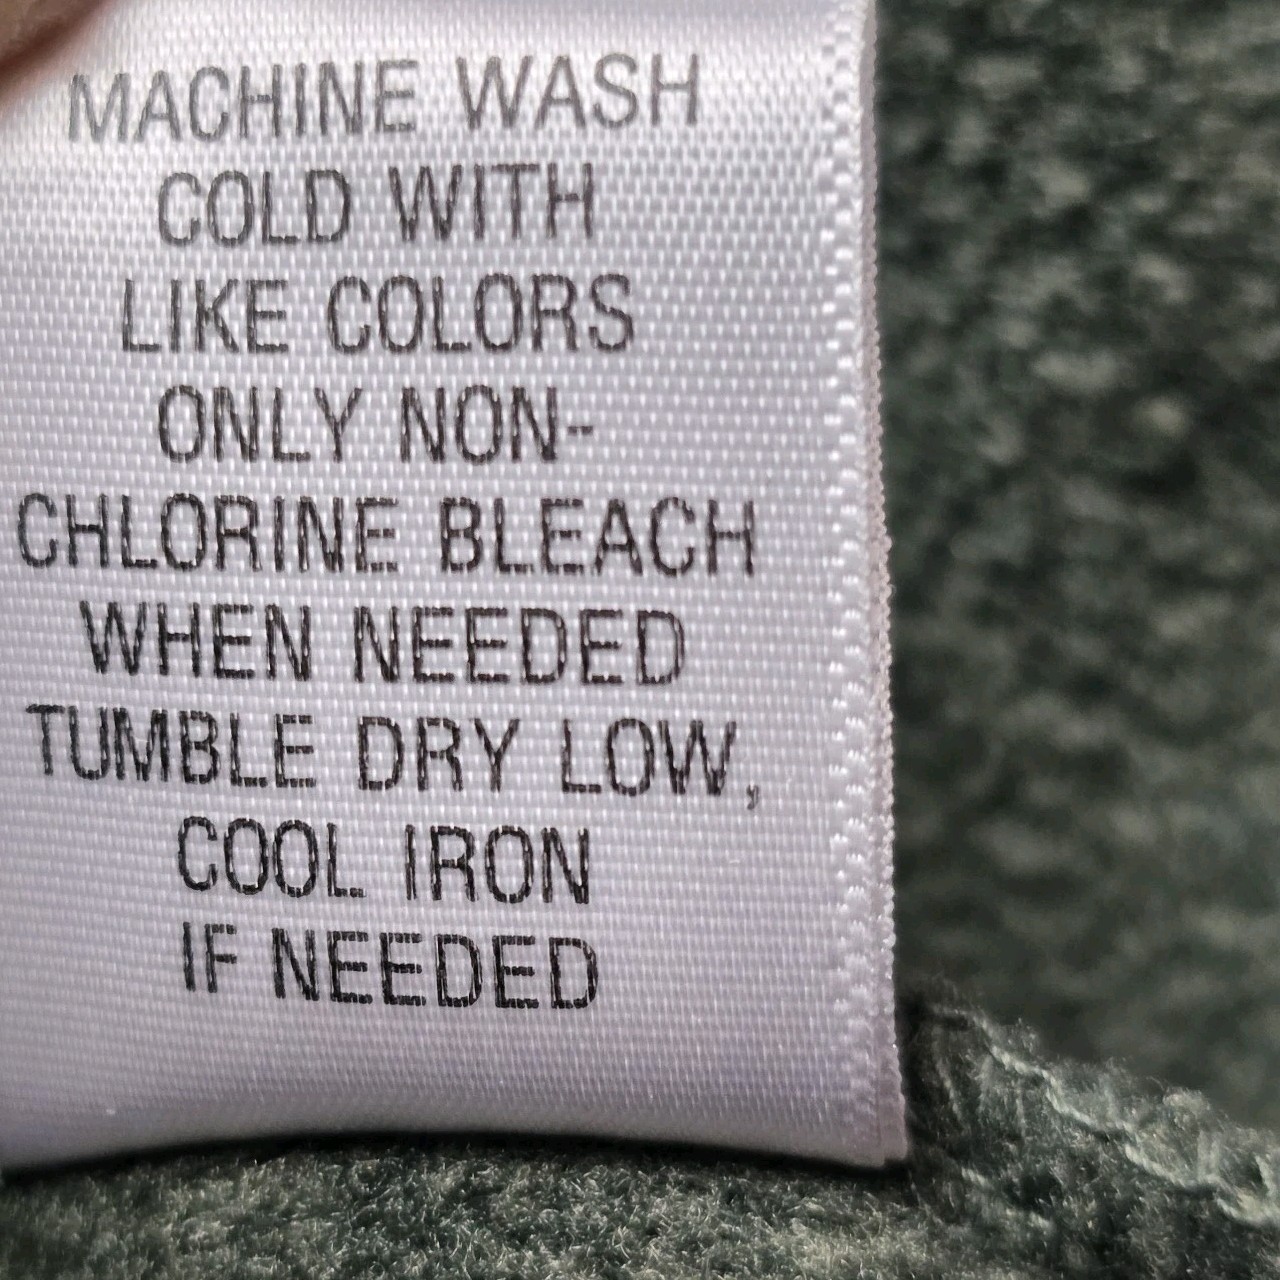 MACHINE WASH
COLD WITH
LIKE COLORS
ONLY NON-
CHLORINE BLEACH
WHEN NEEDED
TUMBLE DRY LOW,
COOL IRON
IF NEEDED